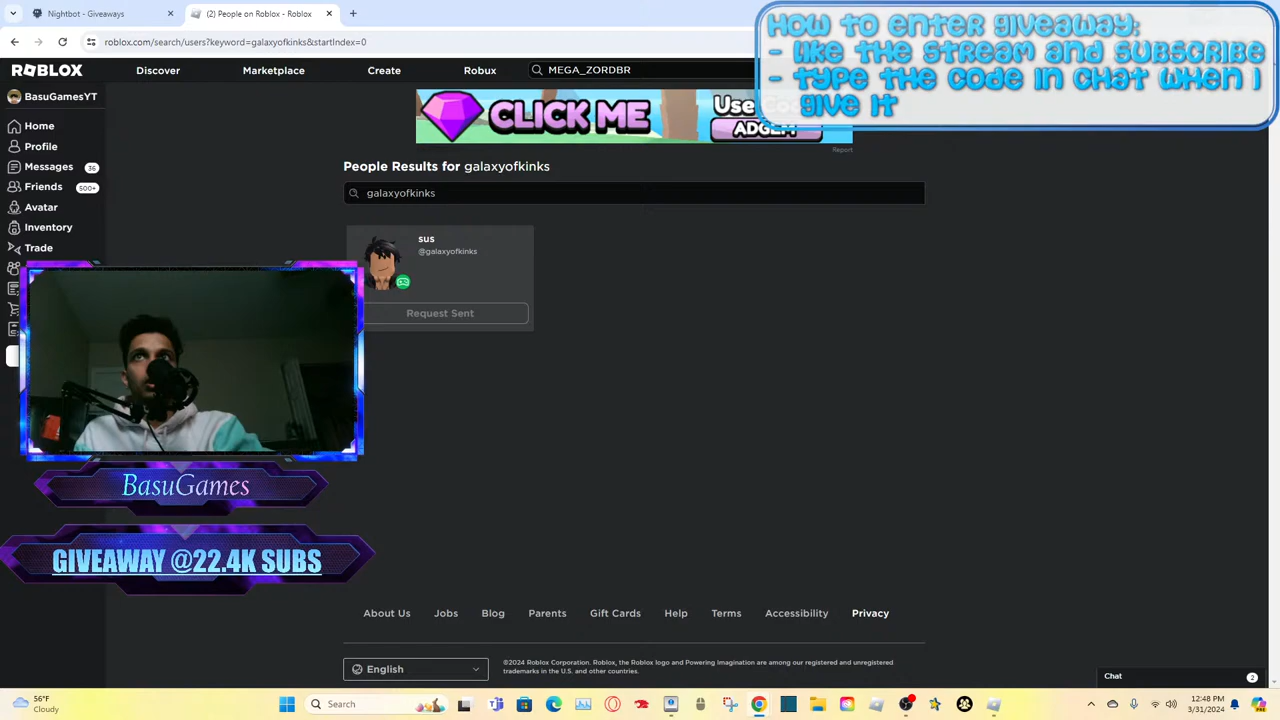 Nightbot - Giveaways
People on Roblox
How to enter giveaway:
- Like the stream and subscribe
- type the code in chat when I
give it
roblox.com/search/users?keyword=galaxyofkinks&startIndex=0
ROBLOX
Discover
Marketplace
Create
Robux
MEGA_ZORDBR
BasuGamesYT
Home
Profile
Messages
36
Friends
500+
Avatar
Inventory
Trade
CLICK ME
ADGEM
Report
People Results for galaxyofkinks
galaxyofkinks
sus
@galaxyofkinks
Request Sent
BasuGames
GIVEAWAY @22.4K SUBS
About Us
Jobs
Blog
Parents
Gift Cards
Help
Terms
Accessibility
Privacy
English
©2024 Roblox Corporation. Roblox, the Roblox logo and Powering Imagination are among our registered and unregistered
trademarks in the U.S. and other countries.
Chat
2
56°F
Cloudy
Search
12:48 PM
3/31/2024